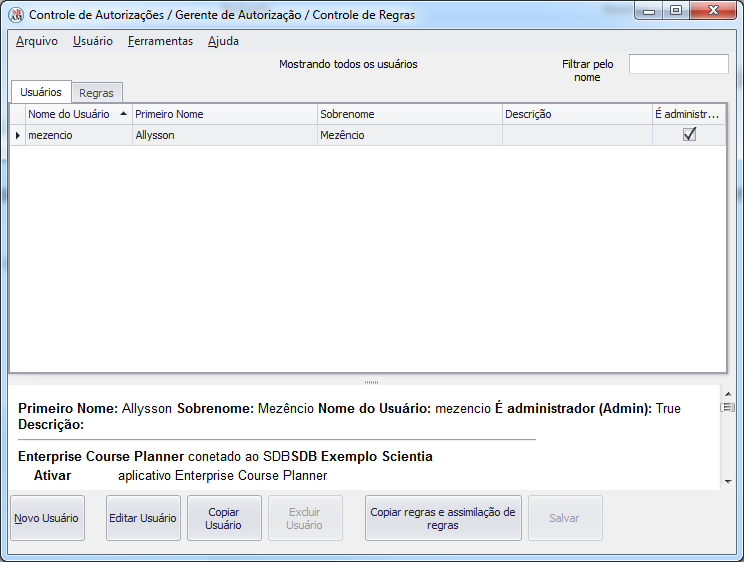 Controle de Autorizações / Gerente de Autorização / Controle de Regras
Arquivo Usuário Ferramentas Ajuda
Mostrando todos os usuários
Filtrar pelo
nome
Usuários Regras
Nome do Usuário Primeiro Nome Sobrenome Descrição É administr...
mezencio Allysson Mezêncio
Primeiro Nome: Allysson Sobrenome: Mezêncio Nome do Usuário: mezencio É administrador (Admin): True
Descrição:
Enterprise Course Planner conetado ao SDBSDB Exemplo Scientia
Ativar aplicativo Enterprise Course Planner
Novo Usuário
Editar Usuário
Copiar
Usuário
Excluir
Usuário
Copiar regras e assimilação de
regras
Salvar